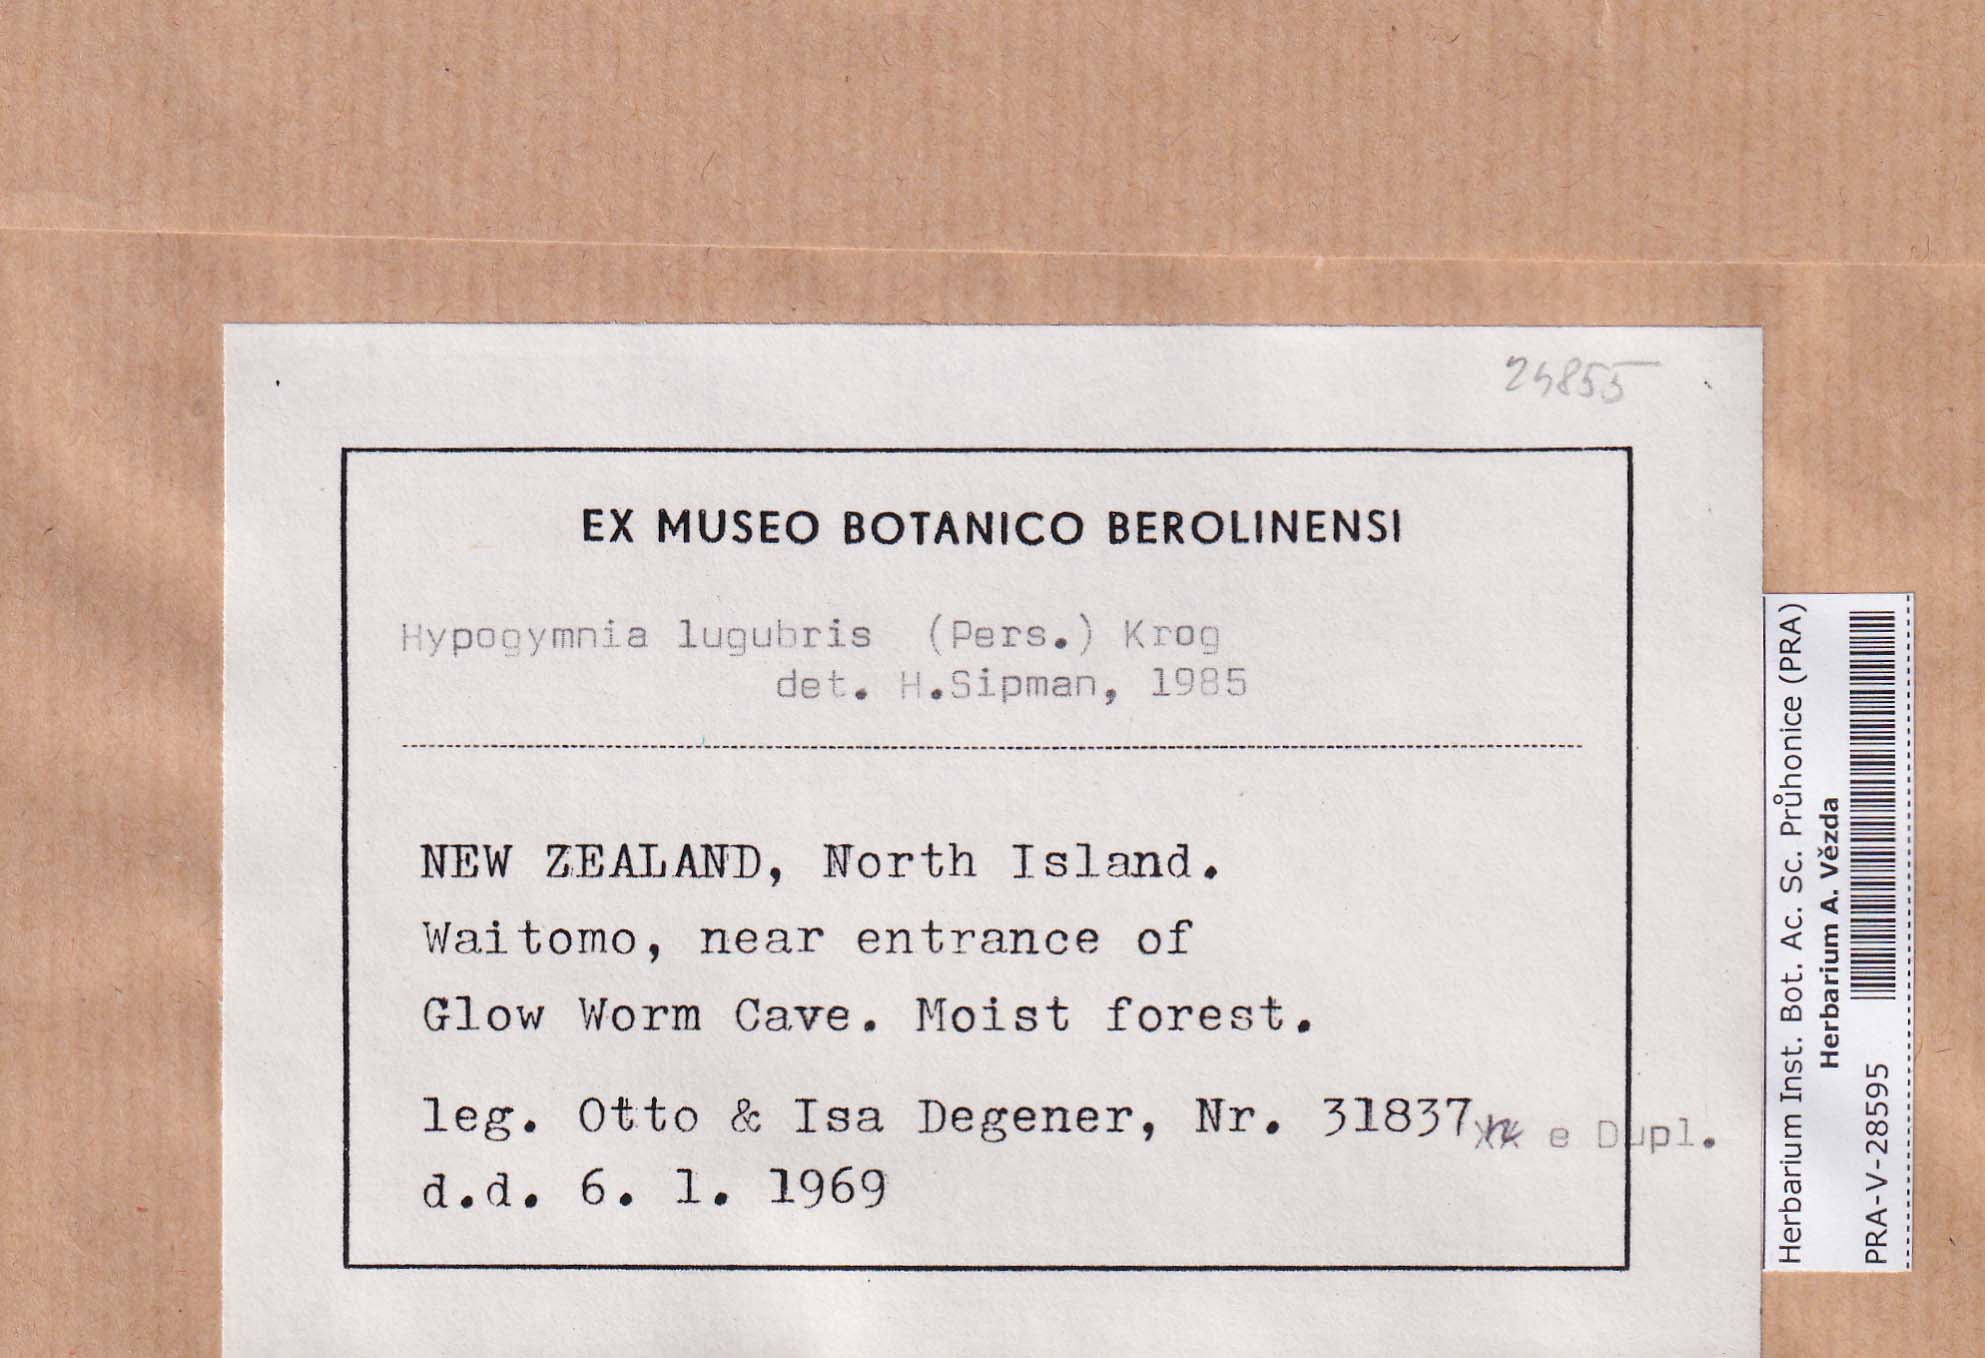 24855
EX MUSEO BOTANICO BEROLINENSI
Hypogymnia lugubris (Pers.) Krog
det. H.Sipman, 1985
NEW ZEALAND, North Island.
Waitomo, near entrance of
Glow Worm Cave. Moist forest.
leg. Otto & Isa Degener, Nr. 31837 e Dupl.
d.d. 6. 1. 1969
Herbarium Inst. Bot. Ac. Sc. Průhonice (PRA)
Herbarium A. Vězda
PRA-V-28595